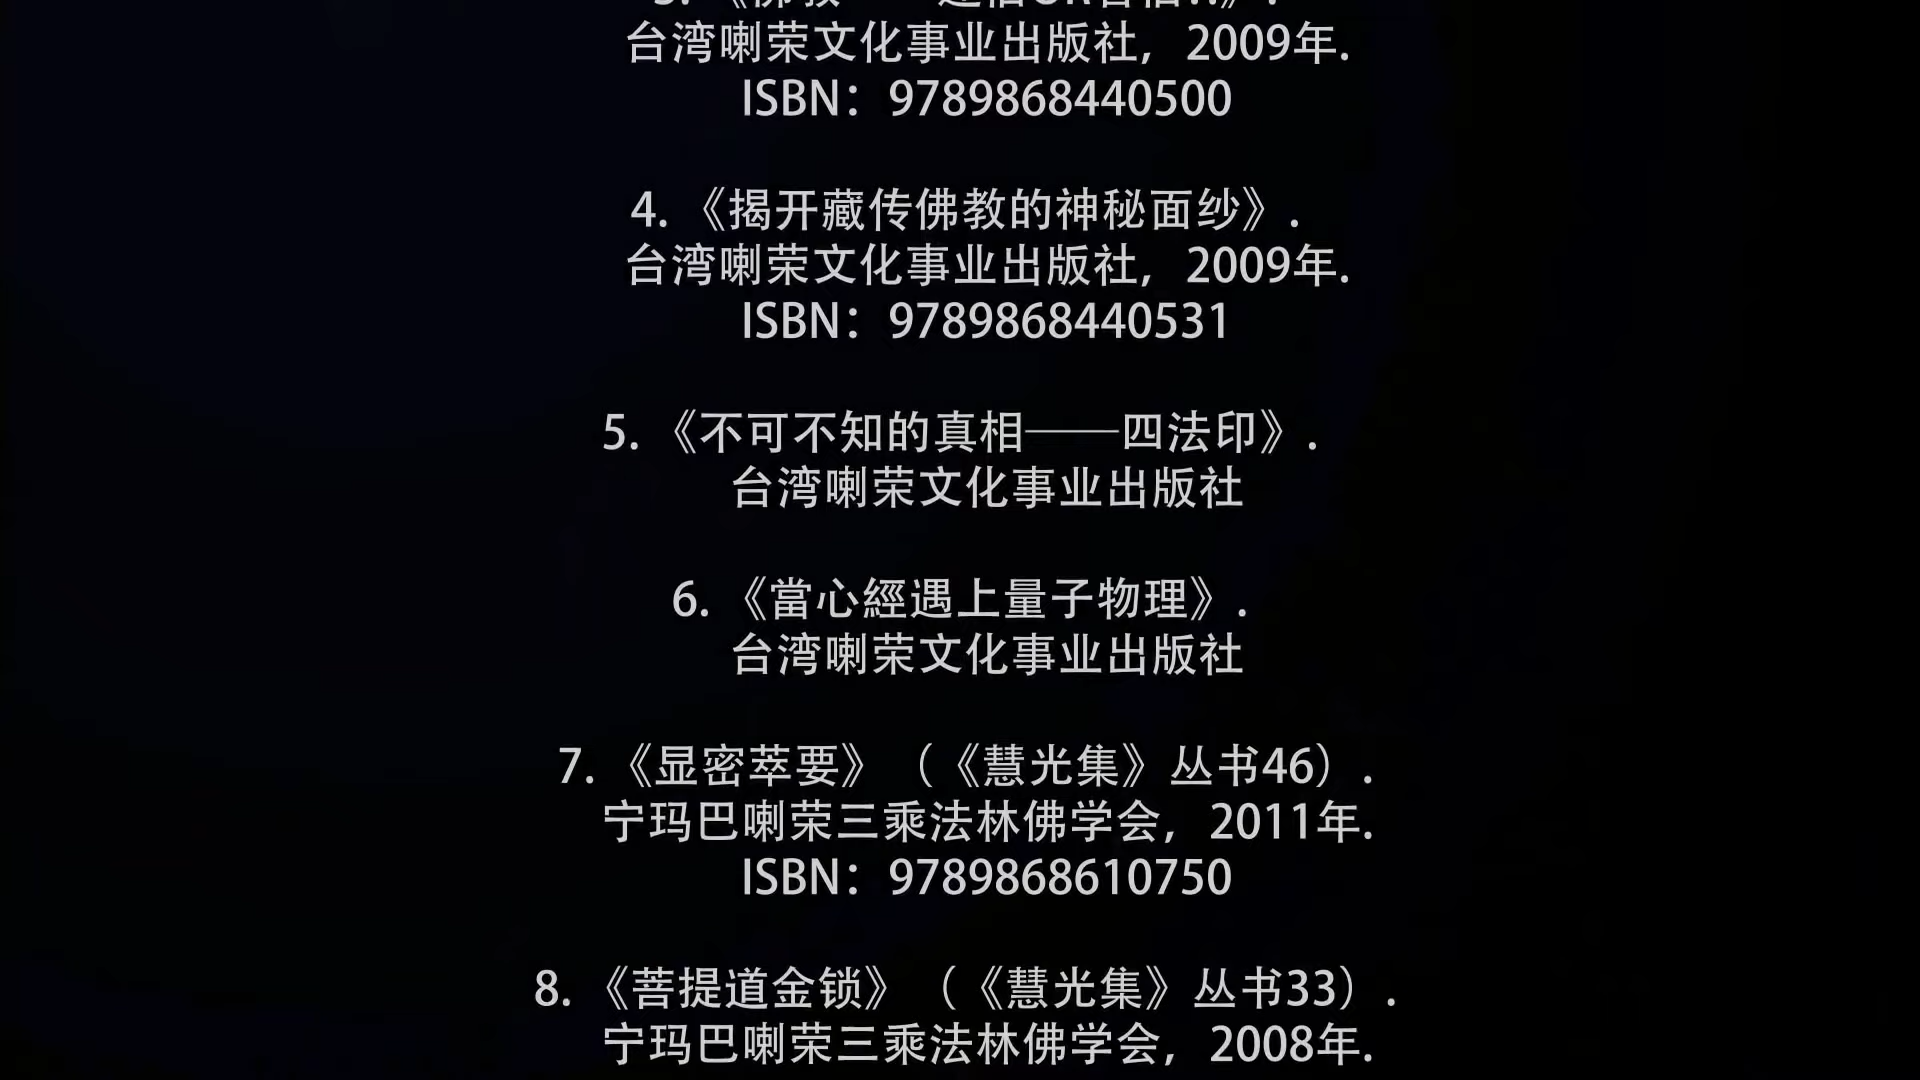 台湾喇荣文化事业出版社，2009年.
ISBN：9789868440500
4. 《揭开藏传佛教的神秘面纱》.
台湾喇荣文化事业出版社，2009年.
ISBN：9789868440531
5. 《不可不知的真相——四法印》.
台湾喇荣文化事业出版社
6. 《當心經遇上量子物理》.
台湾喇荣文化事业出版社
7. 《显密萃要》（《慧光集》丛书46）.
宁玛巴喇荣三乘法林佛学会，2011年.
ISBN：9789868610750
8. 《菩提道金锁》（《慧光集》丛书33）.
宁玛巴喇荣三乘法林佛学会，2008年.